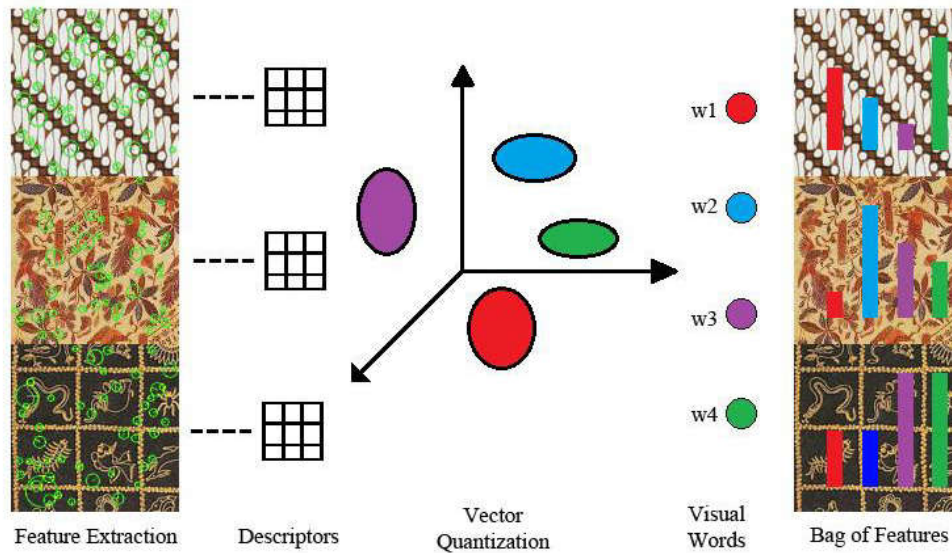 w1
w2
w3
w4
Feature Extraction
Descriptors
Vector
Quantization
Visual
Words
Bag of Features